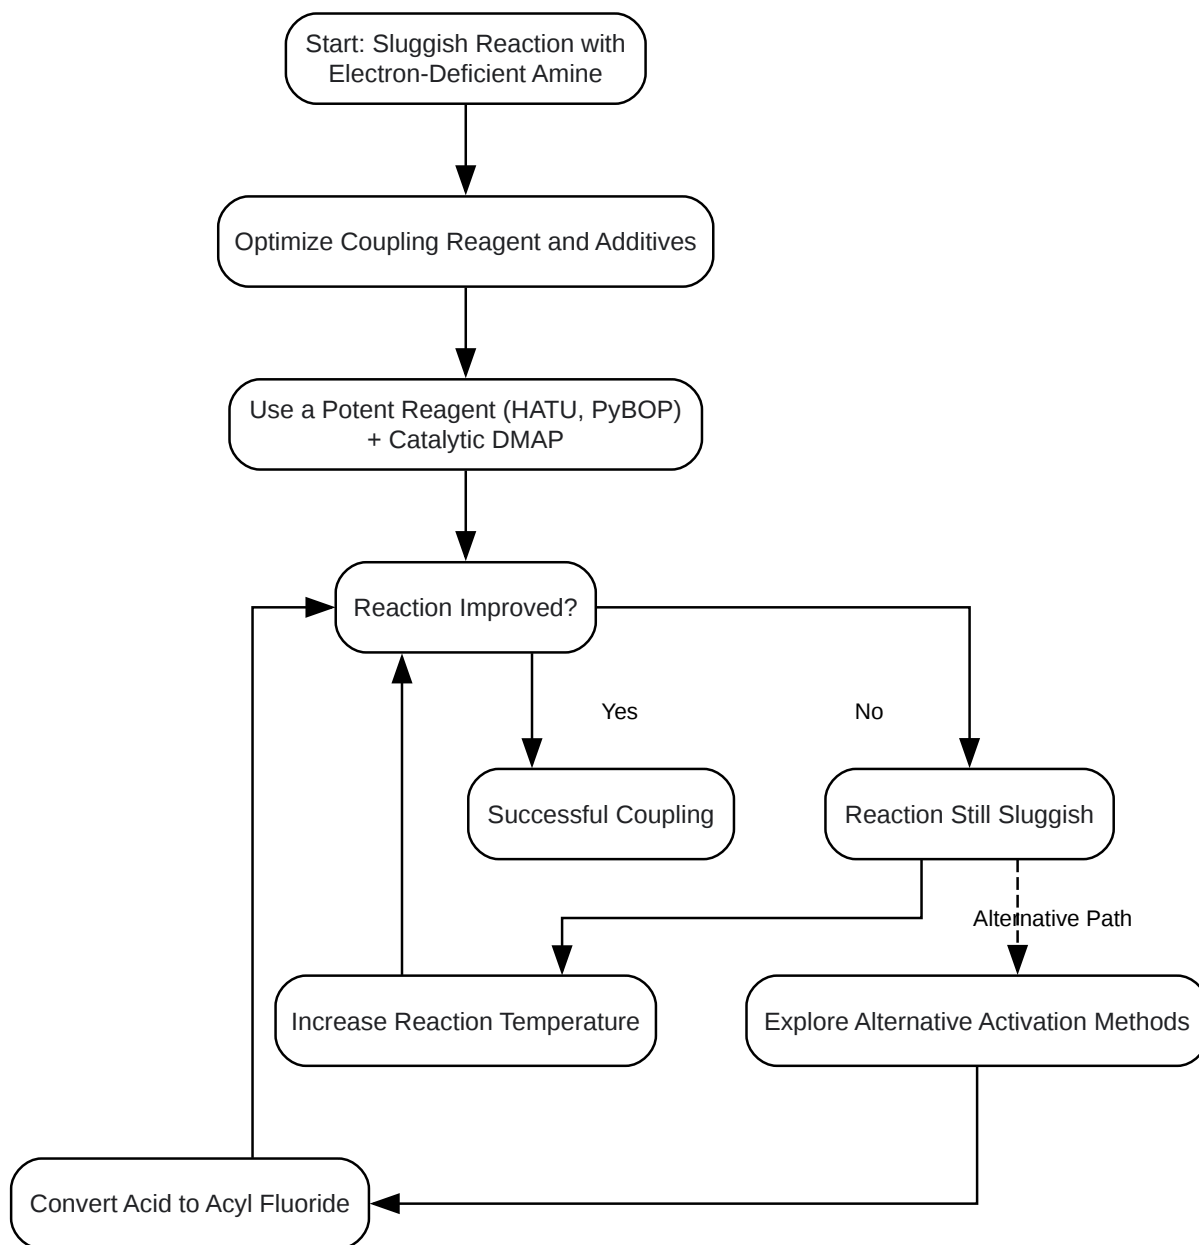 Start: Sluggish Reaction with
Electron-Deficient Amine
Optimize Coupling Reagent and Additives
Use a Potent Reagent (HATU, PyBOP)
+ Catalytic DMAP
Reaction Improved?
Yes
No
Successful Coupling
Reaction Still Sluggish
Alternative Path
Increase Reaction Temperature
Explore Alternative Activation Methods
Convert Acid to Acyl Fluoride